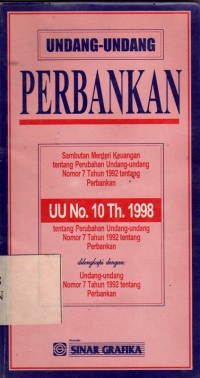 UNDANG-UNDANG
PERBANKAN
Sambutan Menteri Keuangan
tentang Perubahan Undang-undang
Nomor 7 Tahun 1992 tentang
Perbankan
UU No. 10 Th. 1998
tentang Perubahan Undang-undang
Nomor 7 Tahun 1992 tentang
Perbankan
dilengkapi dengan:
Undang-undang
Nomor 7 Tahun 1992 tentang
Perbankan
SINAR GRAFIKA